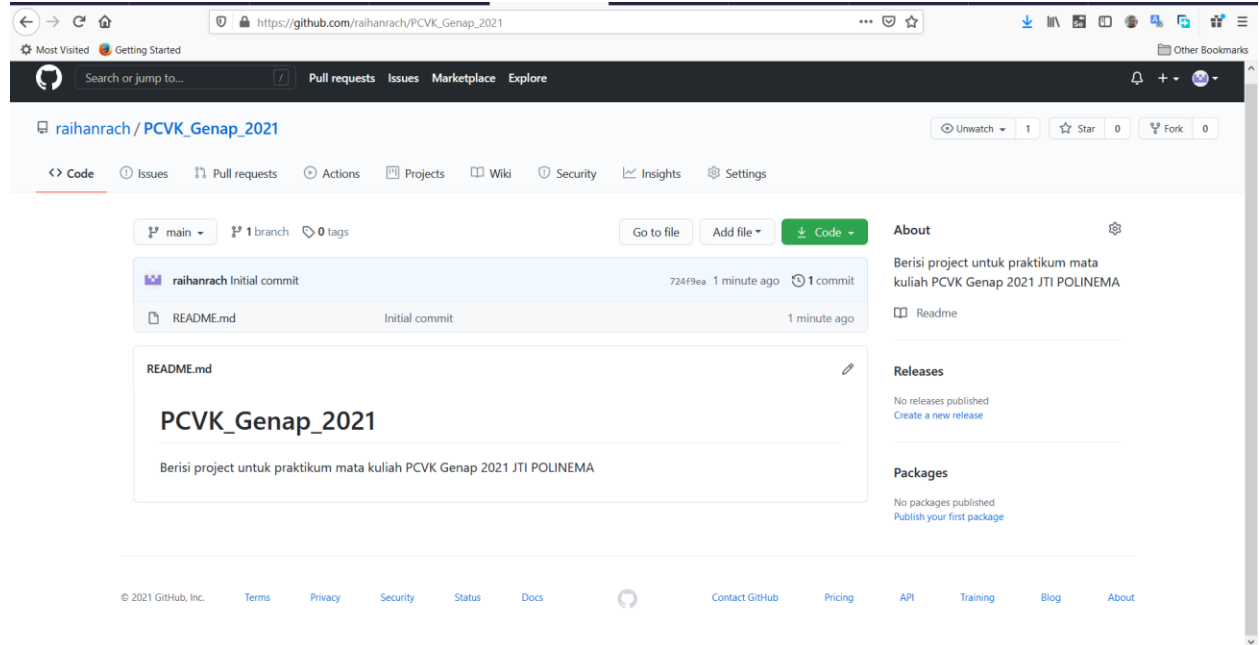 https://github.com/raihanrach/PCVK_Genap_2021
Most Visited Getting Started Other Bookmarks
Search or jump to... / Pull requests Issues Marketplace Explore
raihanrach / PCVK_Genap_2021 Unwatch 1 Star 0 Fork 0
Code Issues Pull requests Actions Projects Wiki Security Insights Settings
main 1 branch 0 tags Go to file Add file Code
raihanrach Initial commit 724f9ea 1 minute ago 1 commit
README.md Initial commit 1 minute ago
README.md
PCVK_Genap_2021
Berisi project untuk praktikum mata kuliah PCVK Genap 2021 JTI POLINEMA
About
Berisi project untuk praktikum mata
kuliah PCVK Genap 2021 JTI POLINEMA
Readme
Releases
No releases published
Create a new release
Packages
No packages published
Publish your first package
© 2021 GitHub, Inc. Terms Privacy Security Status Docs Contact GitHub Pricing API Training Blog About